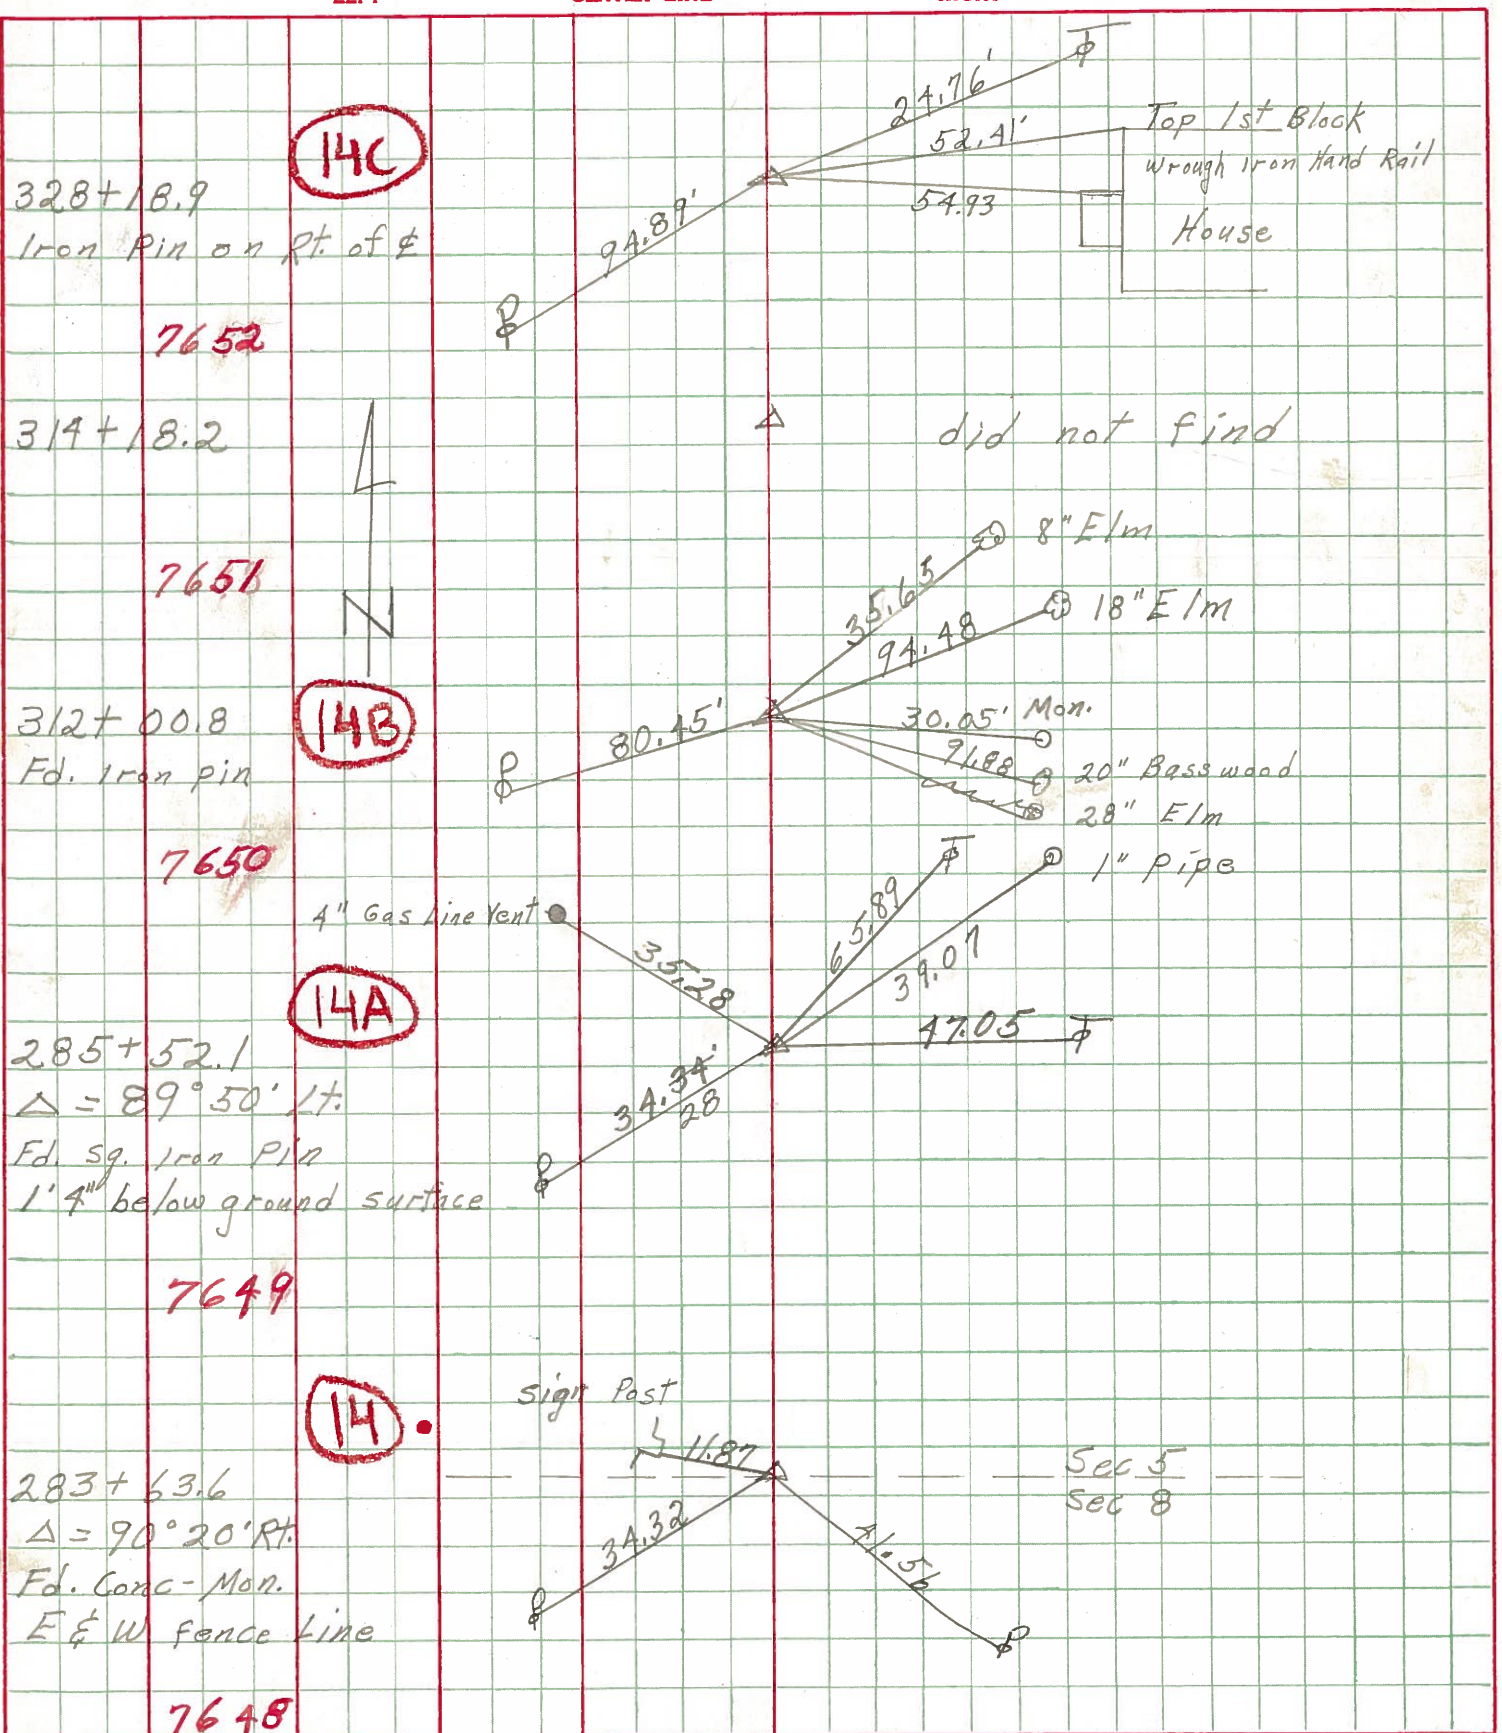 24.76'
14C
52.41'
Top 1st Block
Wrough Iron Hand Rail
328+18.9
54.93
House
Iron Pin on Rt. of ℄
94.89'
7652
314+18.2
did not find
8" Elm
35.65
7651
N
18" Elm
94.48
14B
312+00.8
80.45'
30.05' Mon.
Fd. Iron pin
91.88
20" Basswood
28" Elm
7650
1" Pipe
4" Gas Line Vent
65.89
35.28
39.07
14A
47.05
285+52.1
34.34'
28
△ = 89°50' Lt.
Fd. Sq. Iron Pin
1'4" below ground surface
7649
Sign Post
14
11.87
Sec 5
Sec 8
283+63.6
34.32
41.56
△ = 90°20' Rt.
Fd. Conc-Mon.
E & W fence Line
7648